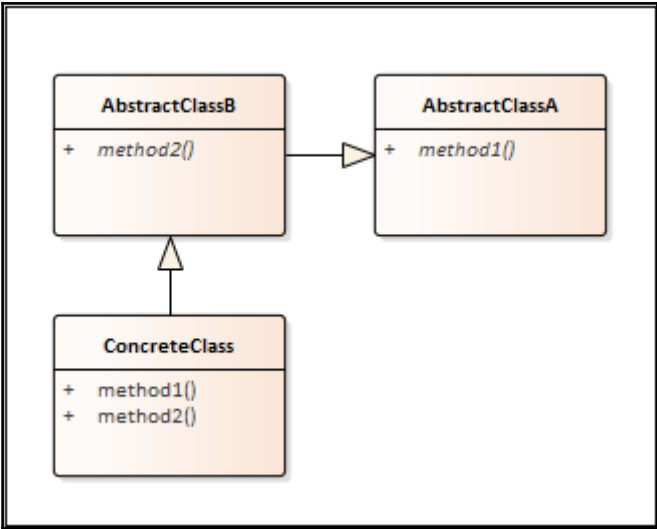 AbstractClassB
+ method2()
AbstractClassA
+ method1()
ConcreteClass
+ method1()
+ method2()